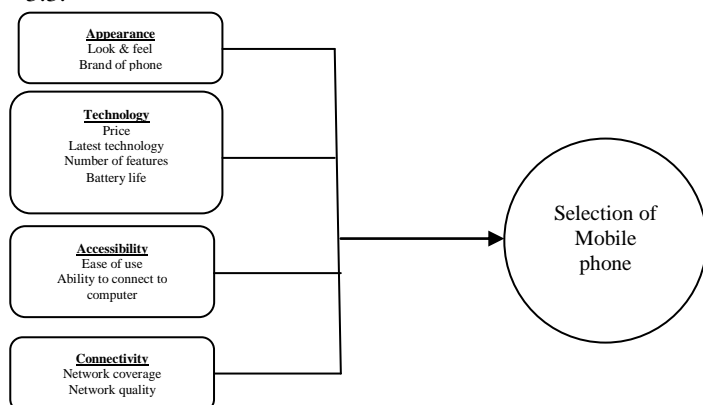 Appearance
Look & feel
Brand of phone
Technology
Price
Latest technology
Number of features
Battery life
Accessibility
Ease of use
Ability to connect to
computer
Connectivity
Network coverage
Network quality
Selection of
Mobile
phone